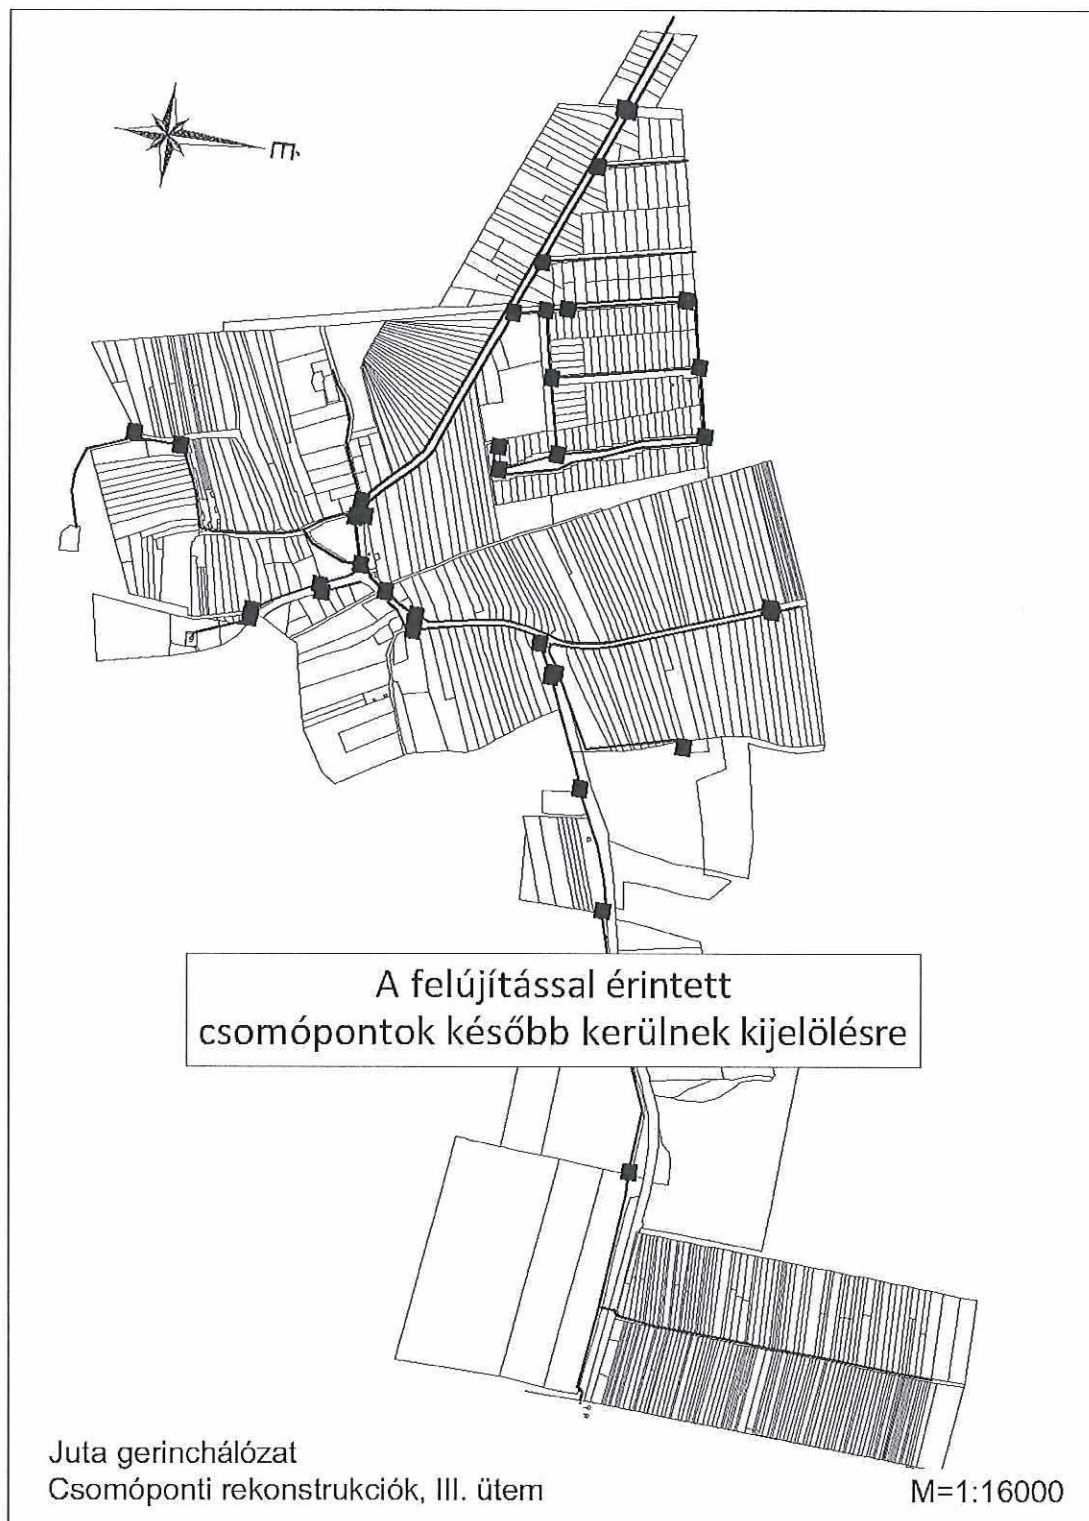 É
A felújítással érintett
csomópontok később kerülnek kijelölésre
Juta gerinchálózat
Csomóponti rekonstrukciók, III. ütem
M=1:16000